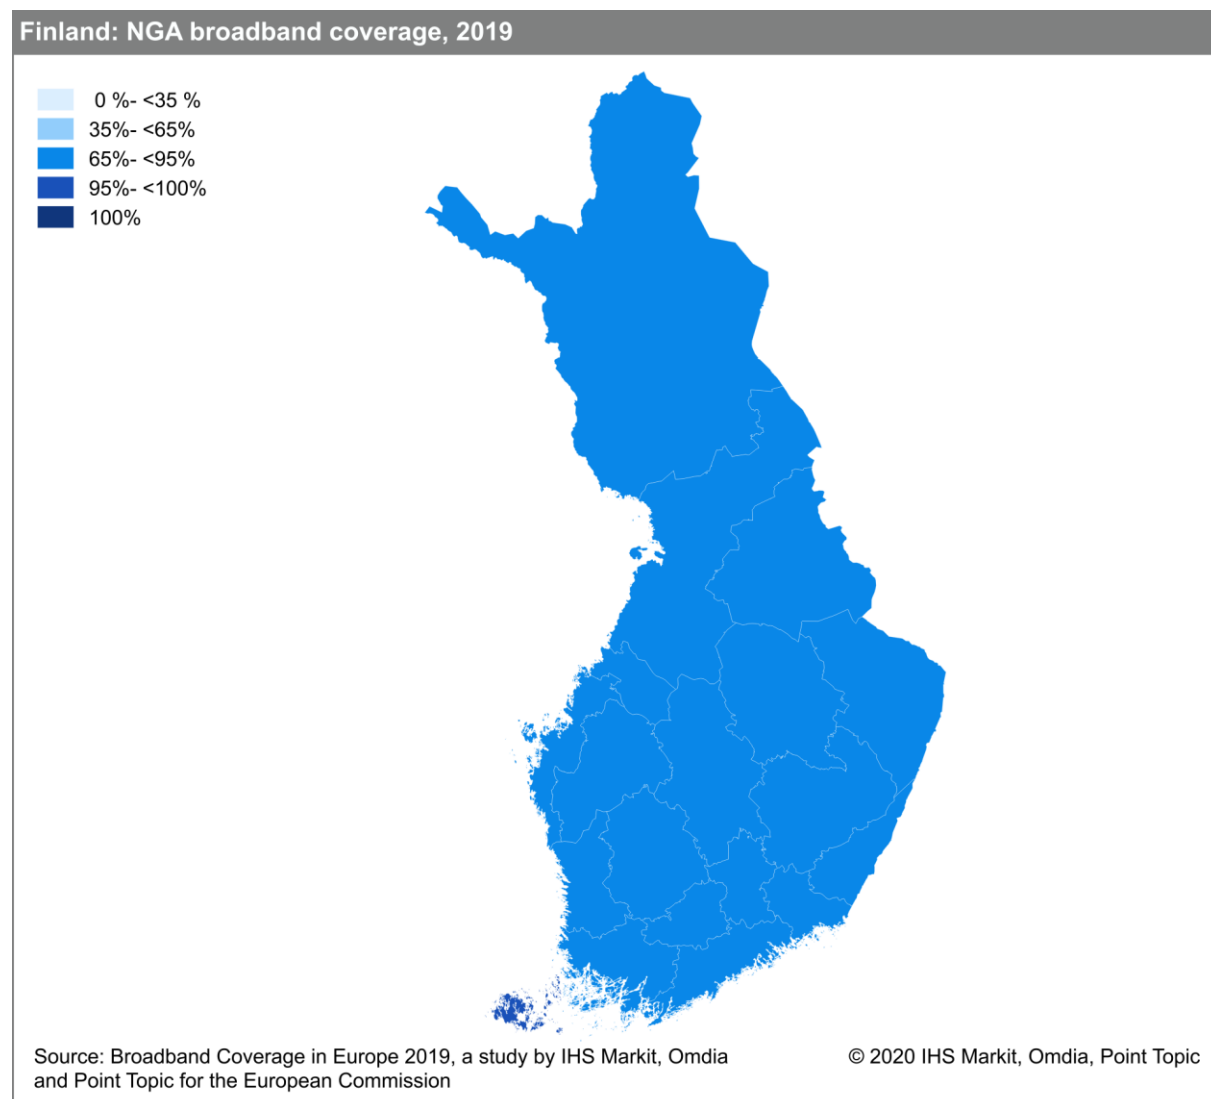 Finland: NGA broadband coverage, 2019
0 %- <35 %
35%- <65%
65%- <95%
95%- <100%
100%
Source: Broadband Coverage in Europe 2019, a study by IHS Markit, Omdia
and Point Topic for the European Commission
© 2020 IHS Markit, Omdia, Point Topic